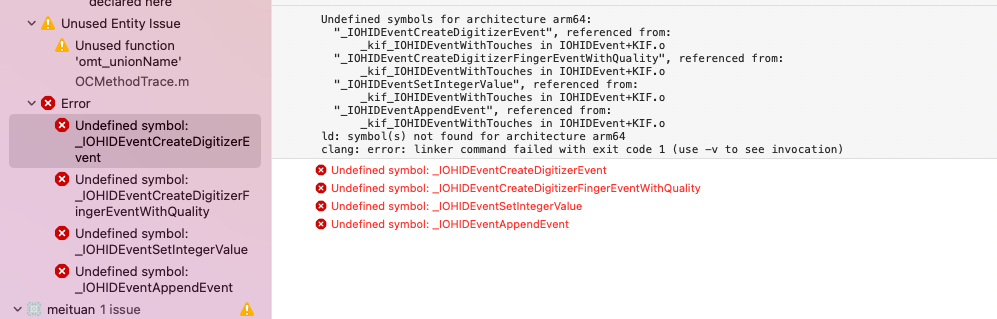 declared here
Unused Entity Issue
Unused function
'omt_unionName'
OCMethodTrace.m
Error
Undefined symbol:
_IOHIDEventCreateDigitizerE
vent
Undefined symbol:
_IOHIDEventCreateDigitizerF
ingerEventWithQuality
Undefined symbol:
_IOHIDEventSetIntegerValue
Undefined symbol:
_IOHIDEventAppendEvent
meituan 1 issue
Undefined symbols for architecture arm64:
"_IOHIDEventCreateDigitizerEvent", referenced from:
_kif_IOHIDEventWithTouches in IOHIDEvent+KIF.o
"_IOHIDEventCreateDigitizerFingerEventWithQuality", referenced from:
_kif_IOHIDEventWithTouches in IOHIDEvent+KIF.o
"_IOHIDEventSetIntegerValue", referenced from:
_kif_IOHIDEventWithTouches in IOHIDEvent+KIF.o
"_IOHIDEventAppendEvent", referenced from:
_kif_IOHIDEventWithTouches in IOHIDEvent+KIF.o
ld: symbol(s) not found for architecture arm64
clang: error: linker command failed with exit code 1 (use -v to see invocation)
Undefined symbol: _IOHIDEventCreateDigitizerEvent
Undefined symbol: _IOHIDEventCreateDigitizerFingerEventWithQuality
Undefined symbol: _IOHIDEventSetIntegerValue
Undefined symbol: _IOHIDEventAppendEvent